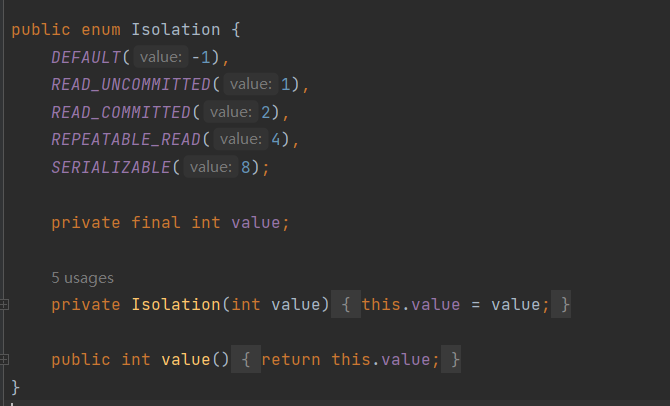 public enum Isolation {
DEFAULT( value: -1),
READ_UNCOMMITTED( value: 1),
READ_COMMITTED( value: 2),
REPEATABLE_READ( value: 4),
SERIALIZABLE( value: 8);
private final int value;
5 usages
private Isolation(int value) { this.value = value; }
public int value() { return this.value; }
}